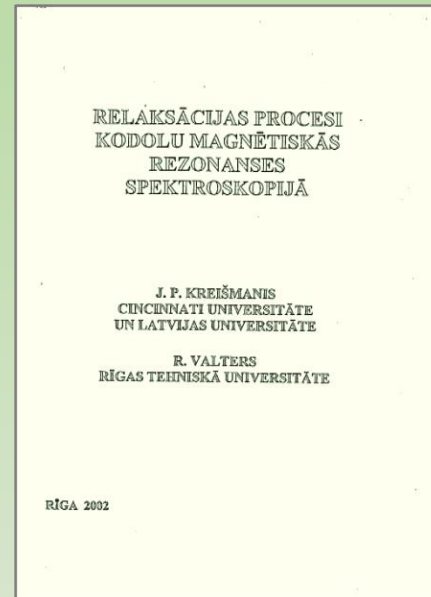 RELAKSĀCIJAS PROCESI
KODOLU MAGNĒTISKĀS
REZONANSES
SPEKTROSKOPIJĀ
J. P. KREIŠMANIS
CINCINNATI UNIVERSITĀTE
UN LATVIJAS UNIVERSITĀTE
R. VALTERS
RĪGAS TEHNISKĀ UNIVERSITĀTE
RĪGA 2002